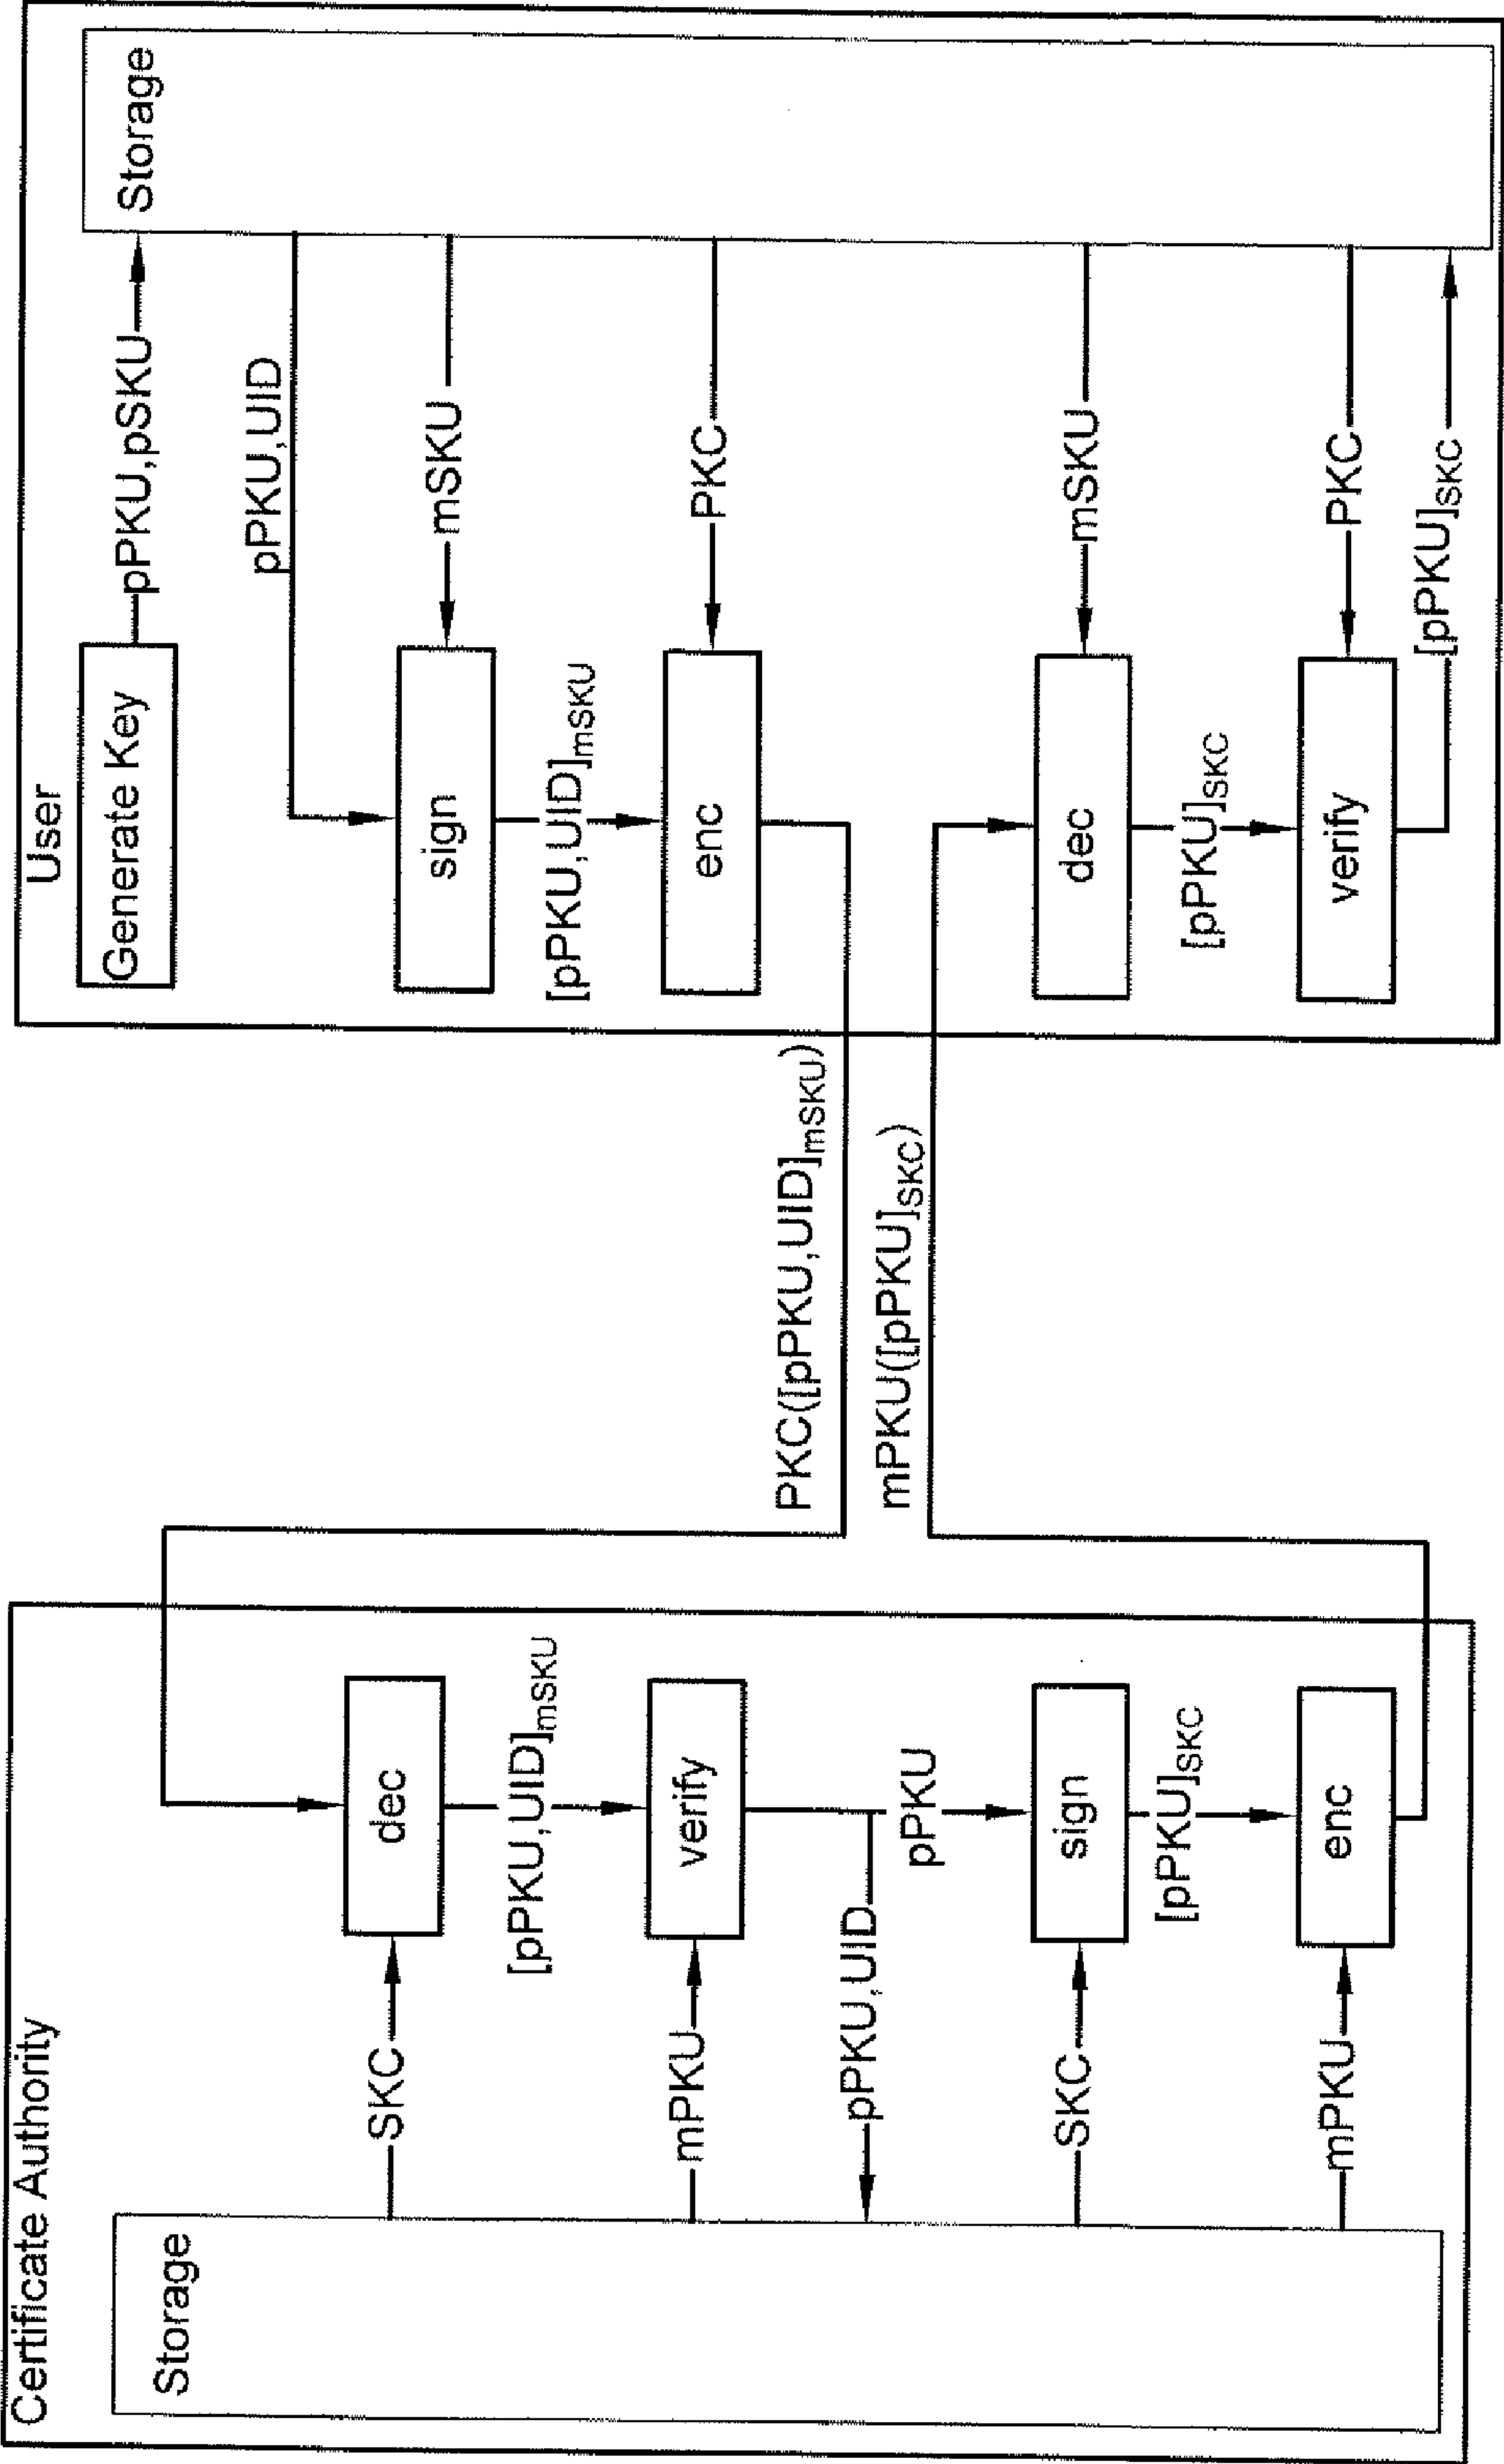 Certificate Authority
Storage
SKC
dec
[pPKU,UID]mSKU
mPKU
verify
pPKU,UID
pPKU
SKC
sign
[pPKU]SKC
mPKU
enc
PKC([pPKU,UID]mSKU)
mPKU([pPKU]SKC)
User
Generate Key
pPKU,pSKU
Storage
pPKU,UID
sign
mSKU
[pPKU,UID]mSKU
enc
PKC
dec
mSKU
[pPKU]SKC
verify
PKC
[pPKU]SKC